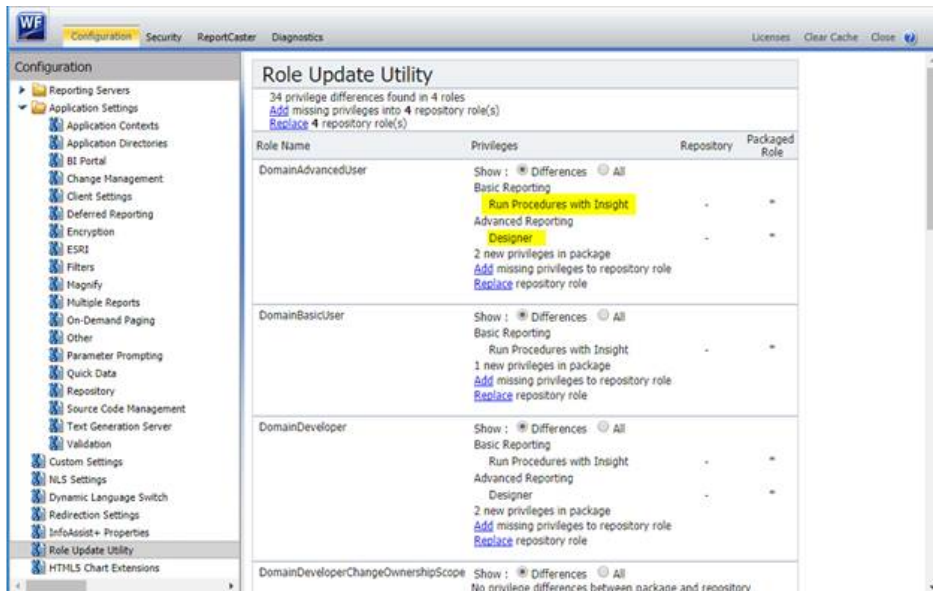 WF
Configuration Security ReportCaster Diagnostics Licenses Clear Cache Close ?
Configuration
Reporting Servers
Application Settings
Application Contexts
Application Directories
BI Portal
Change Management
Client Settings
Deferred Reporting
Encryption
ESRI
Filters
Magnify
Multiple Reports
On-Demand Paging
Other
Parameter Prompting
Quick Data
Repository
Source Code Management
Text Generation Server
Validation
Custom Settings
NLS Settings
Dynamic Language Switch
Redirection Settings
InfoAssist+ Properties
Role Update Utility
HTML5 Chart Extensions
Role Update Utility
34 privilege differences found in 4 roles
Add missing privileges into 4 repository role(s)
Replace 4 repository role(s)
Role Name Privileges Repository Packaged Role
DomainAdvancedUser Show : Differences All
Basic Reporting
Run Procedures with Insight - *
Advanced Reporting
Designer - *
2 new privileges in package
Add missing privileges to repository role
Replace repository role
DomainBasicUser Show : Differences All
Basic Reporting
Run Procedures with Insight - *
1 new privileges in package
Add missing privileges to repository role
Replace repository role
DomainDeveloper Show : Differences All
Basic Reporting
Run Procedures with Insight - *
Advanced Reporting
Designer - *
2 new privileges in package
Add missing privileges to repository role
Replace repository role
DomainDeveloperChangeOwnershipScope Show : Differences All
No privilege differences between package and repository